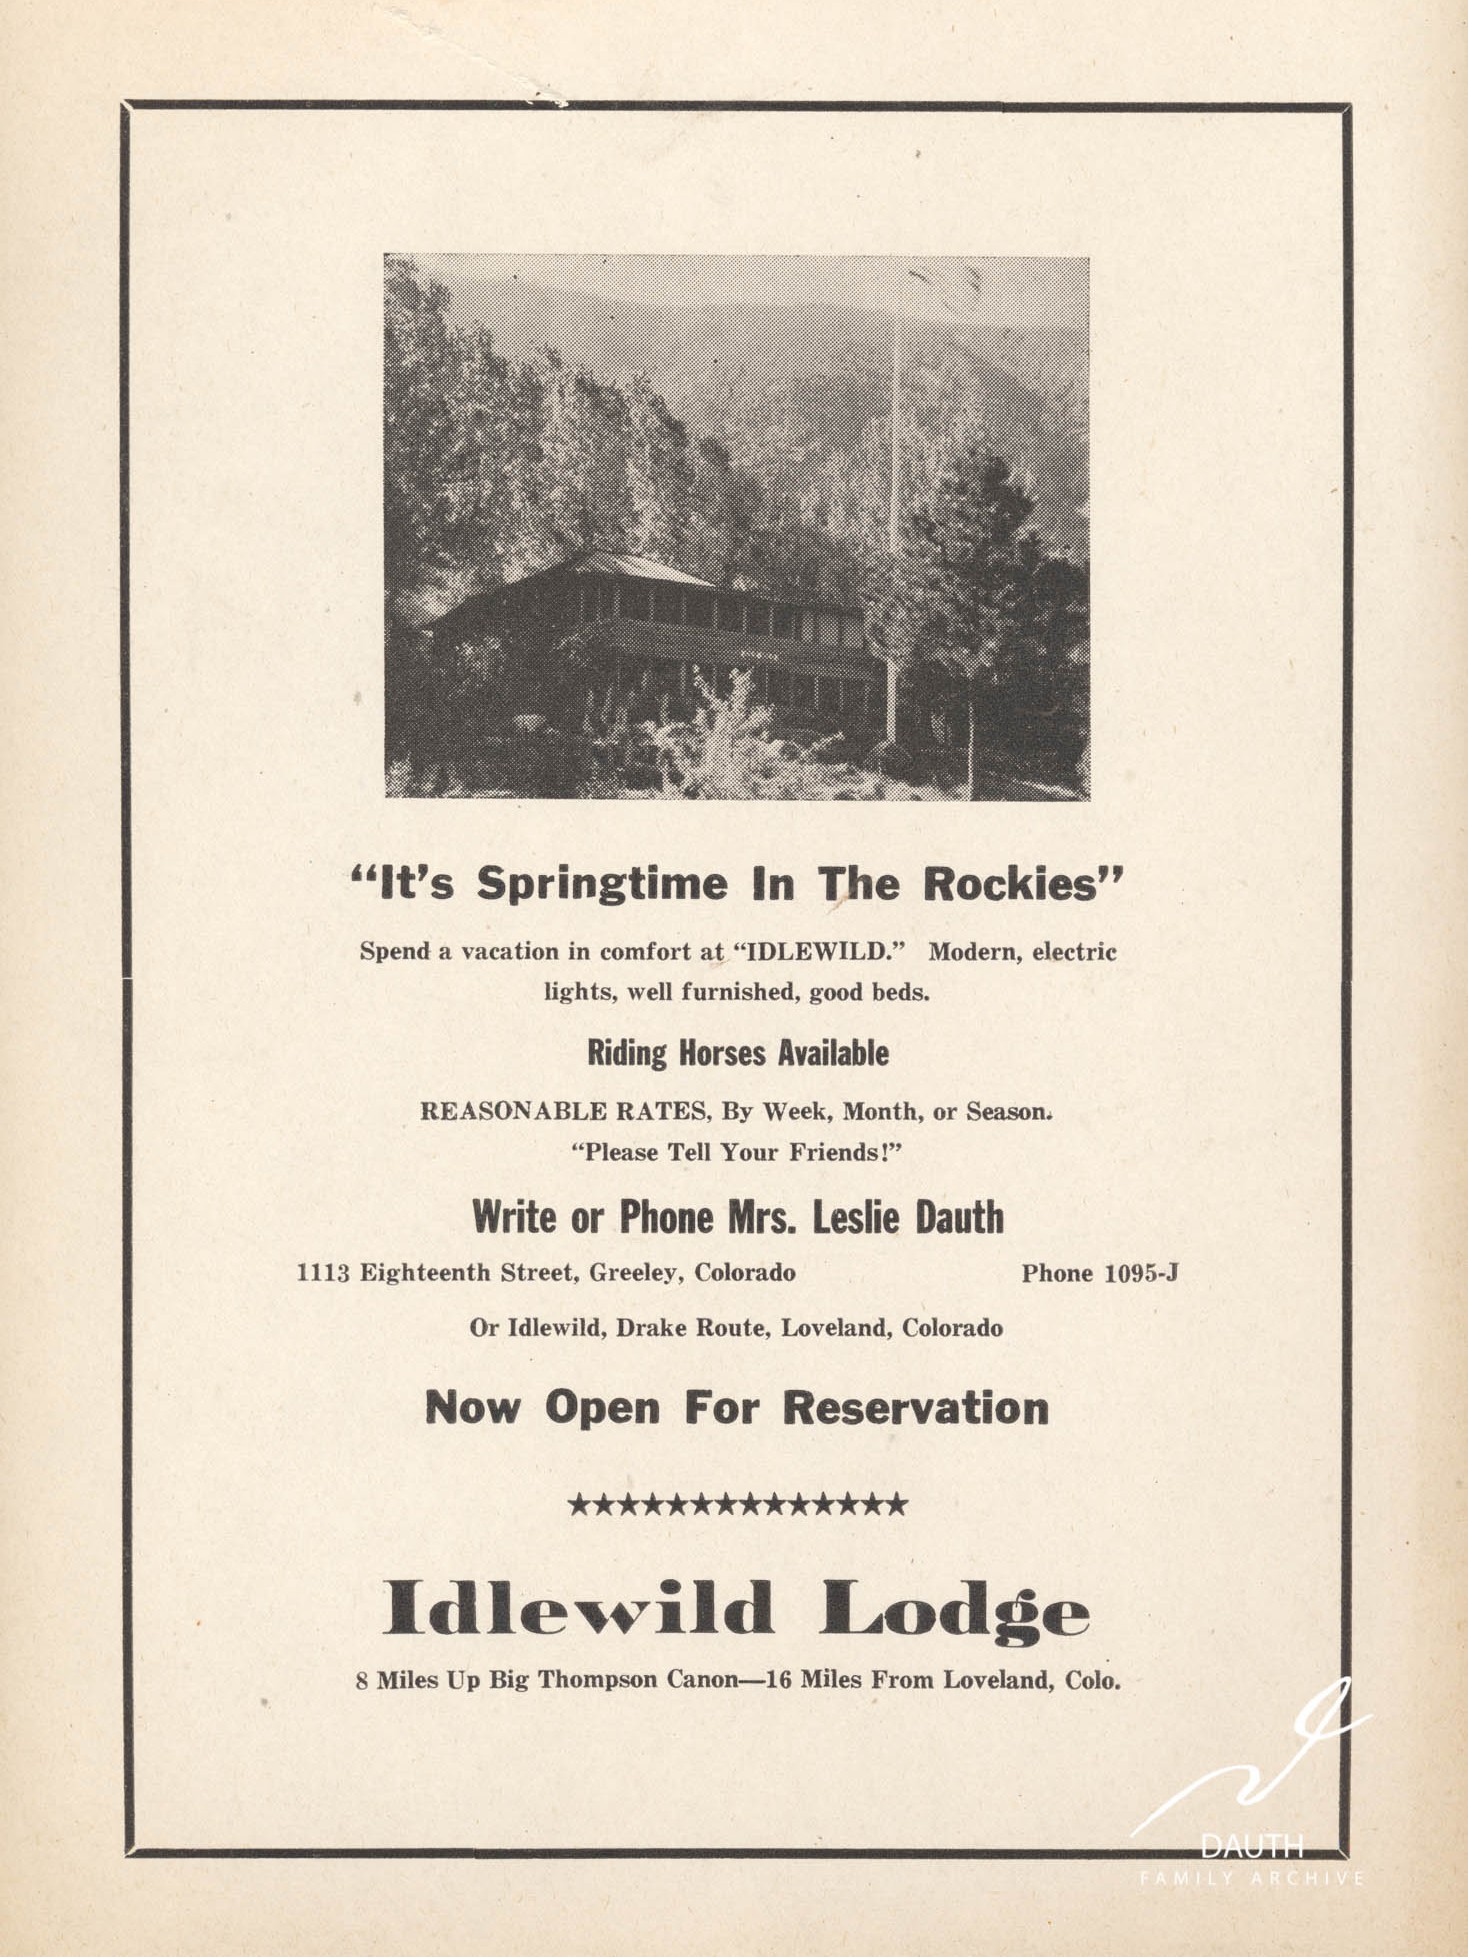 “It’s Springtime In The Rockies”
Spend a vacation in comfort at “IDLEWILD.” Modern, electric
lights, well furnished, good beds.
Riding Horses Available
REASONABLE RATES, By Week, Month, or Season.
“Please Tell Your Friends!”
Write or Phone Mrs. Leslie Dauth
1113 Eighteenth Street, Greeley, Colorado Phone 1095-J
Or Idlewild, Drake Route, Loveland, Colorado
Now Open For Reservation
★★★★★★★★★★★★★★
Idlewild Lodge
8 Miles Up Big Thompson Canon—16 Miles From Loveland, Colo.
DAUTH
FAMILY ARCHIVE